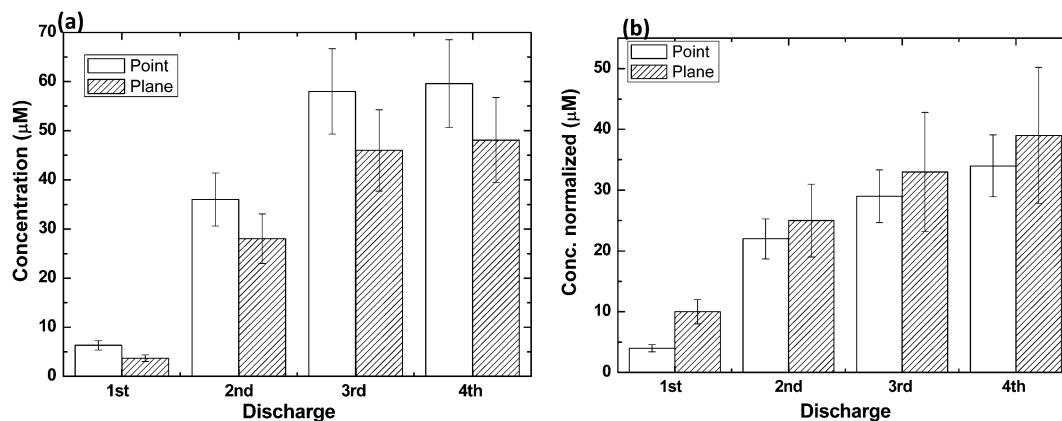 (a)
Point
Plane
Concentration (μM)
70
60
50
40
30
20
10
0
1st 2nd 3rd 4th
Discharge
(b)
Point
Plane
Conc. normalized (μM)
50
40
30
20
10
0
1st 2nd 3rd 4th
Discharge